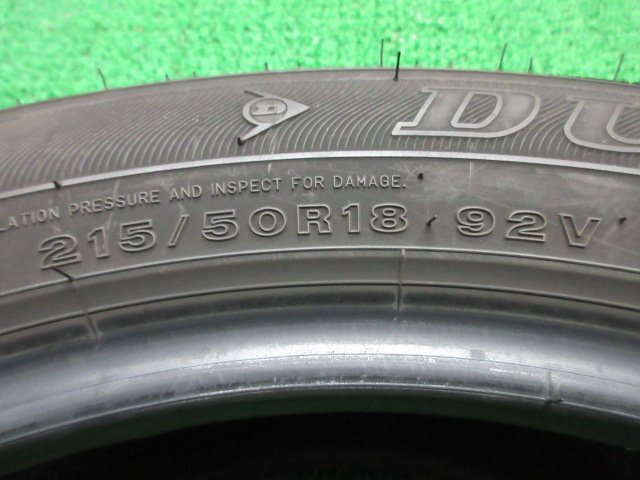 DU
LATION PRESSURE AND INSPECT FOR DAMAGE.
215/50R18 92V